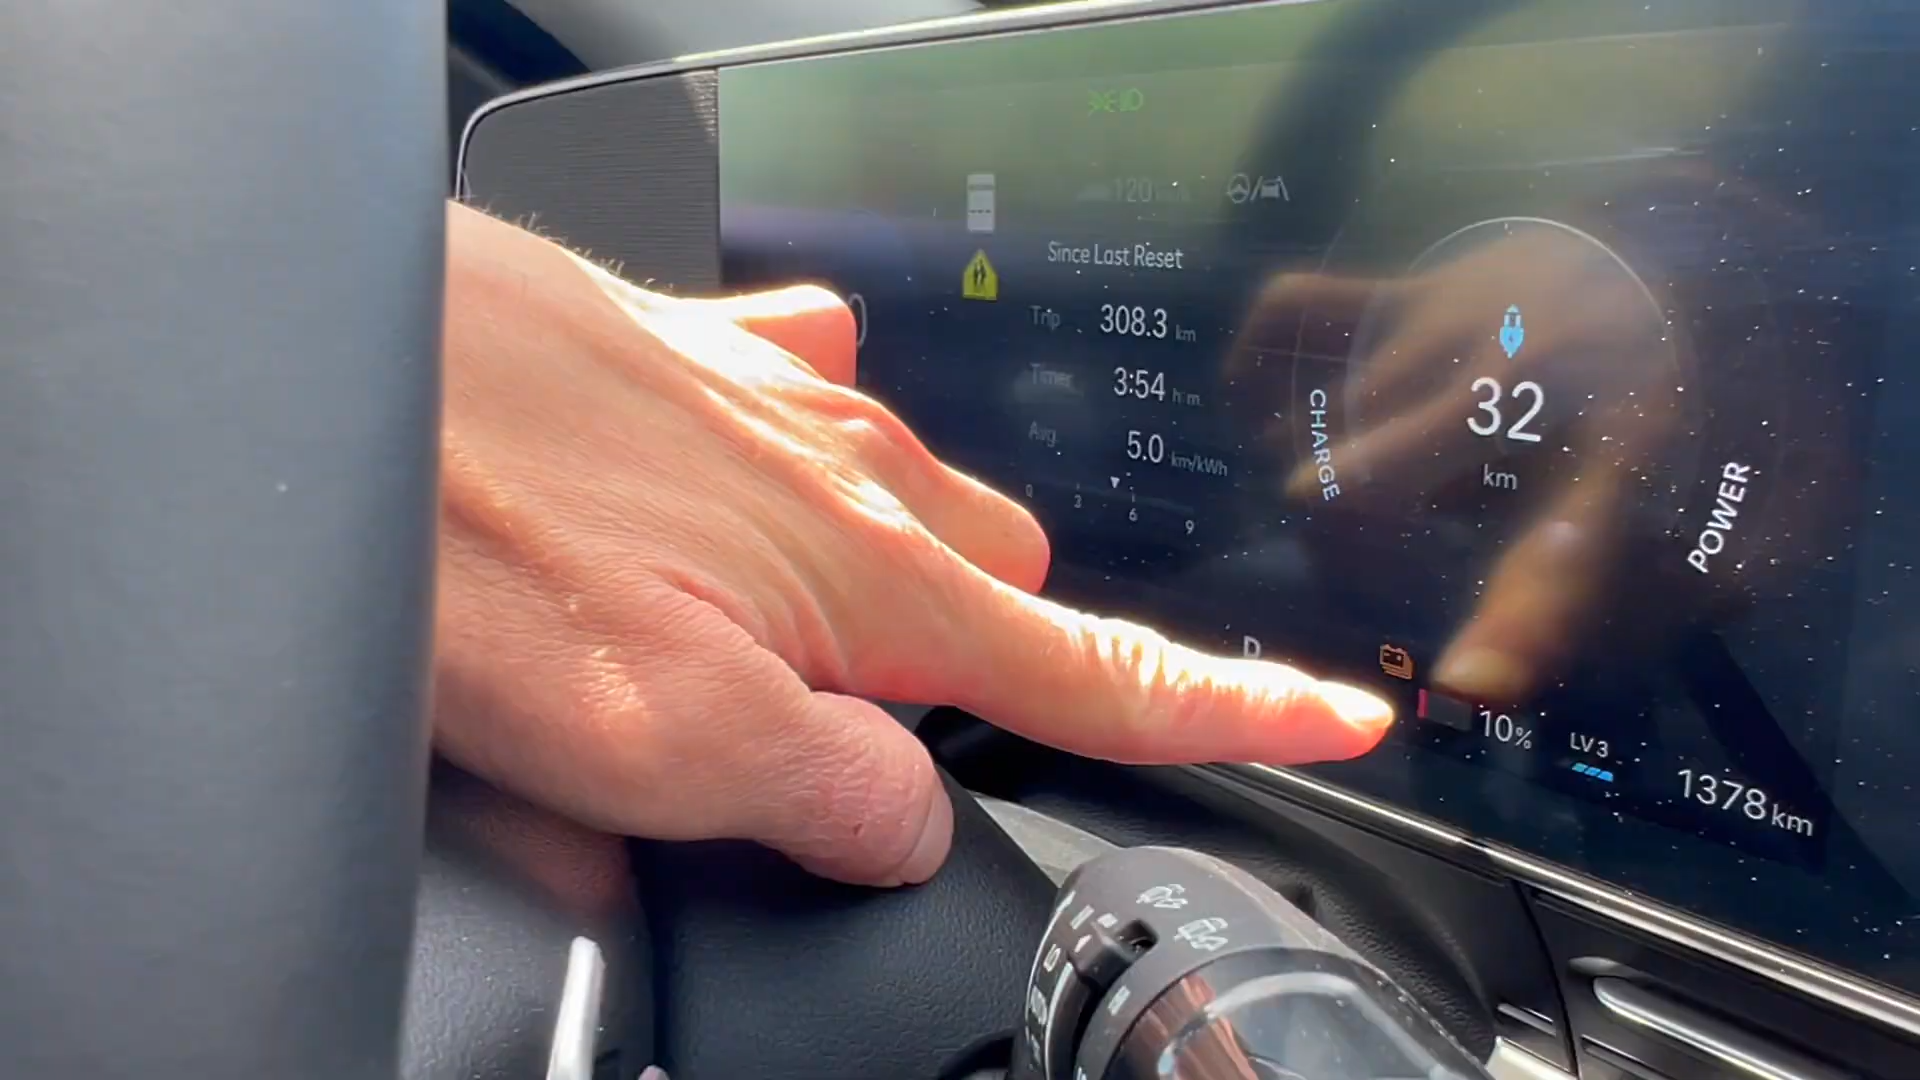 120
Since Last Reset
Trip 308.3 km
Timer 3:54 h:m
Avg. 5.0 km/kWh
0 3 6 9
0
CHARGE
32
km
POWER
D
10%
LV 3
1378 km